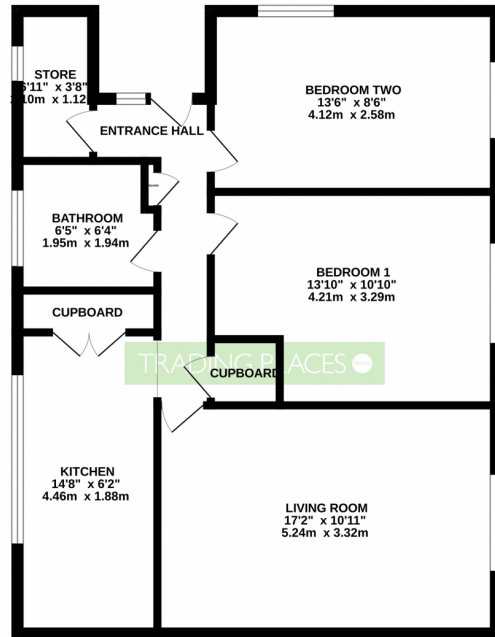 STORE
x 3'8"
x 1.12
BEDROOM TWO
13'6" x 8'6"
4.12m x 2.58m
ENTRANCE HALL
BATHROOM
6'5" x 6'4"
1.95m x 1.94m
BEDROOM 1
13'10" x 10'10"
4.21m x 3.29m
CUPBOARD
TRADING PLACES
CUPBOARD
KITCHEN
14'8" x 6'2"
4.46m x 1.88m
LIVING ROOM
17'2" x 10'11"
5.24m x 3.32m